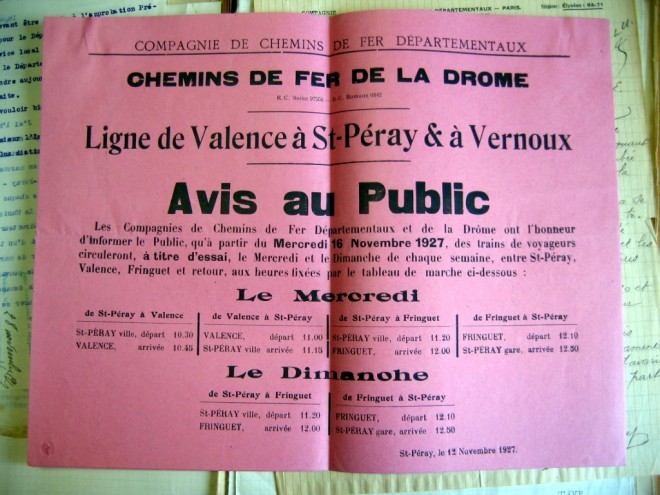 COMPAGNIE DE CHEMINS DE FER DÉPARTEMENTAUX
CHEMINS DE FER DE LA DROME
Ligne de Valence à St-Péray & à Vernoux
Avis au Public
Les Compagnies de Chemins de Fer Départementaux et de la Drôme ont l'honneur
d'informer le Public, qu'à partir du Mercredi 16 Novembre 1927, des trains de voyageurs
circuleront, à titre d'essai, le Mercredi et le Dimanche de chaque semaine, entre St-Péray,
Valence, Fringuet et retour, aux heures fixées par le tableau de marche ci-dessous :
Le Mercredi
de St-Péray à Valence
St-PÉRAY ville, départ 10.30
VALENCE, arrivée 10.45
de Valence à St-Péray
VALENCE, départ 11.00
St-PÉRAY ville arrivée 11.15
de St-Péray à Fringuet
St-PÉRAY ville, départ 11.20
FRINGUET, arrivée 12.00
de Fringuet à St-Péray
FRINGUET, départ 12.10
St-PÉRAY gare, arrivée 12.50
Le Dimanche
de St-Péray à Fringuet
St-PÉRAY ville, départ 11.20
FRINGUET, arrivée 12.00
de Fringuet à St-Péray
FRINGUET, départ 12.10
St-PÉRAY gare, arrivée 12.50
St-Péray, le 12 Novembre 1927.